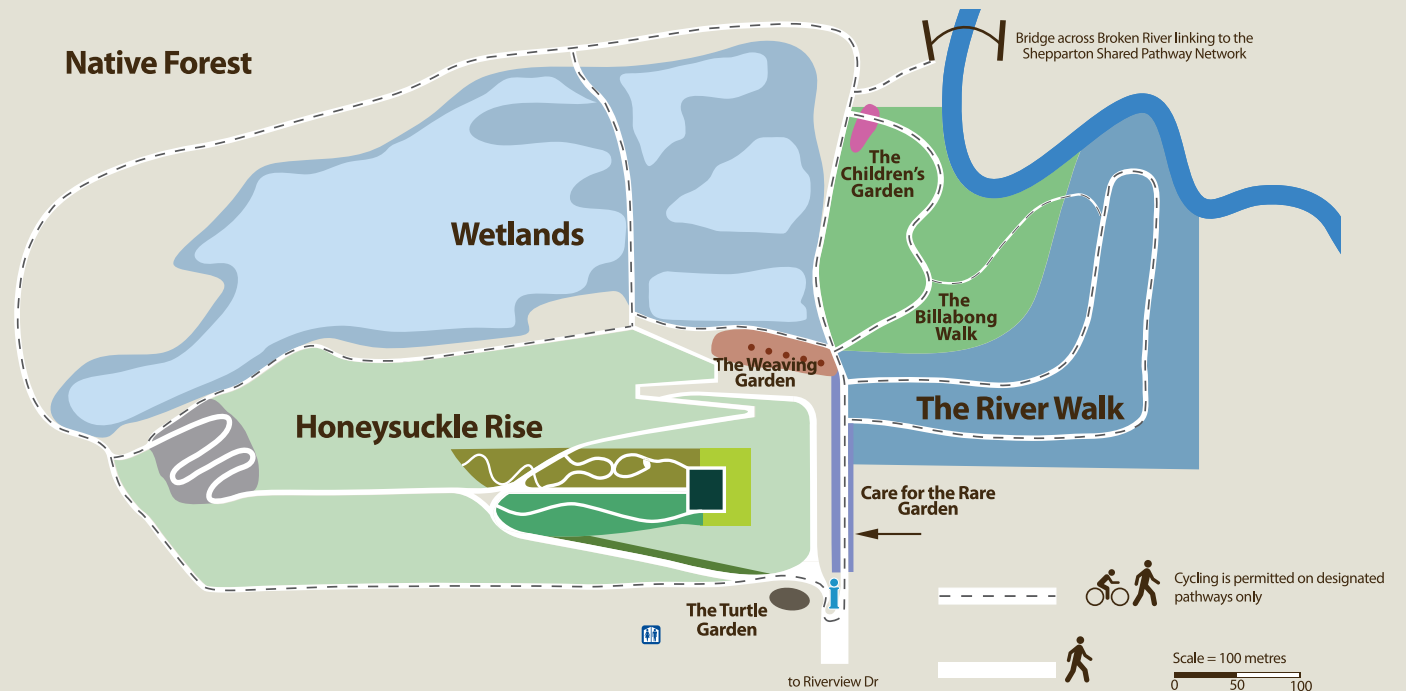 Native Forest
Bridge across Broken River linking to the
Shepparton Shared Pathway Network
The
Children's
Garden
Wetlands
The
Billabong
Walk
The Weaving
Garden
The River Walk
Honeysuckle Rise
Care for the Rare
Garden
i
The Turtle
Garden
Cycling is permitted on designated
pathways only
to Riverview Dr
Scale = 100 metres
0 50 100